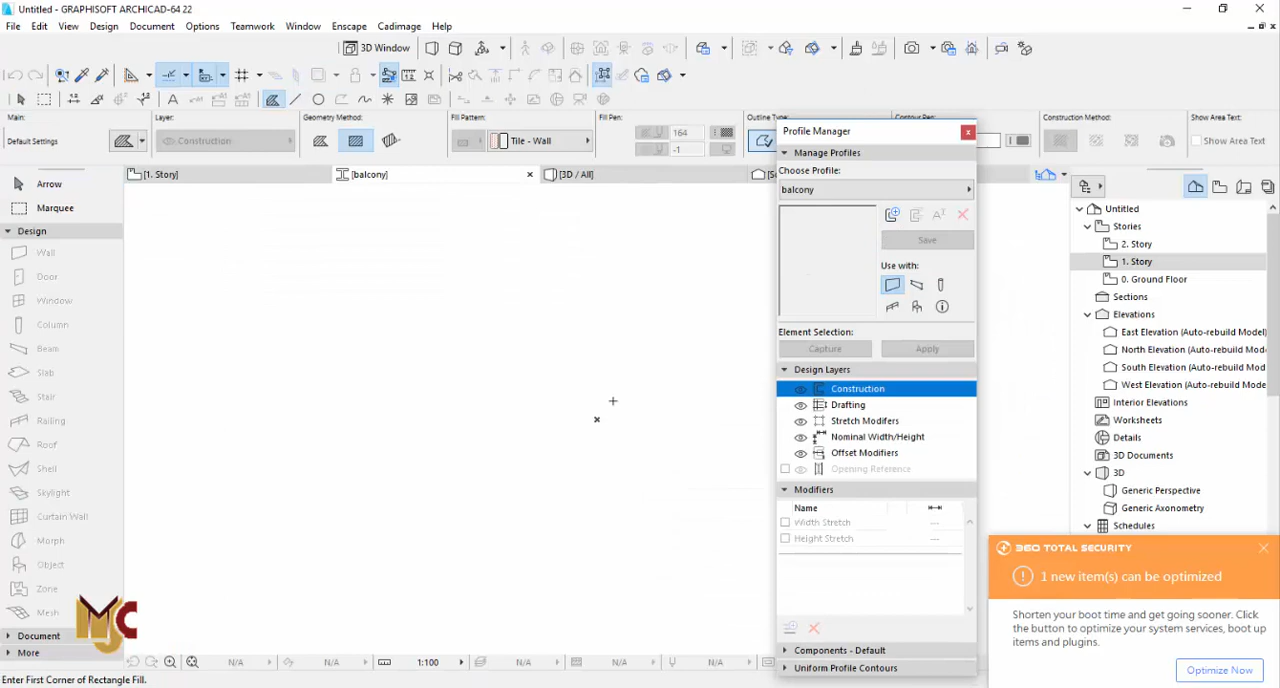 Untitled - GRAPHISOFT ARCHICAD-64 22
File Edit View Design Document Options Teamwork Window Enscape Cadimage Help
3D Window
Main: Layer: Geometry Method: Fill Pattern: Fill Pen: Outline Type: Contour Pen: Construction Method: Show Area Text:
Default Settings Construction Tile - Wall 164 -1 Show Area Text
[1. Story] [balcony] [3D / All]
Arrow
Marquee
Design
Wall
Door
Window
Column
Beam
Slab
Stair
Railing
Roof
Shell
Skylight
Curtain Wall
Morph
Object
Zone
Mesh
Document
More
MJC
Profile Manager
Manage Profiles
Choose Profile:
balcony
Save
Use with:
Element Selection:
Capture Apply
Design Layers
Construction
Drafting
Stretch Modifers
Nominal Width/Height
Offset Modifiers
Opening Reference
Modifiers
Name
Width Stretch ---
Height Stretch ---
Components - Default
Uniform Profile Contours
Untitled
Stories
2. Story
1. Story
0. Ground Floor
Sections
Elevations
East Elevation (Auto-rebuild Model)
North Elevation (Auto-rebuild Model)
South Elevation (Auto-rebuild Model)
West Elevation (Auto-rebuild Mode
Interior Elevations
Worksheets
Details
3D Documents
3D
Generic Perspective
Generic Axonometry
Schedules
360 TOTAL SECURITY
1 new item(s) can be optimized
Shorten your boot time and get going sooner. Click
the button to optimize your system services, boot up
items and plugins.
Optimize Now
N/A N/A 1:100 N/A N/A N/A
Enter First Corner of Rectangle Fill.